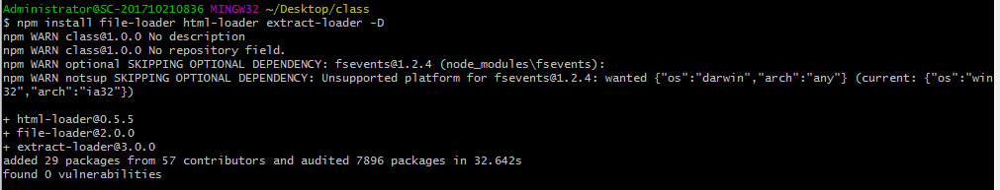 Administrator@SC-201710210836 MINGW32 ~/Desktop/class
$ npm install file-loader html-loader extract-loader -D
npm WARN class@1.0.0 No description
npm WARN class@1.0.0 No repository field.
npm WARN optional SKIPPING OPTIONAL DEPENDENCY: fsevents@1.2.4 (node_modules\fsevents):
npm WARN notsup SKIPPING OPTIONAL DEPENDENCY: Unsupported platform for fsevents@1.2.4: wanted {"os":"darwin","arch":"any"} (current: {"os":"win
32","arch":"ia32"})
+ html-loader@0.5.5
+ file-loader@2.0.0
+ extract-loader@3.0.0
added 29 packages from 57 contributors and audited 7896 packages in 32.642s
found 0 vulnerabilities